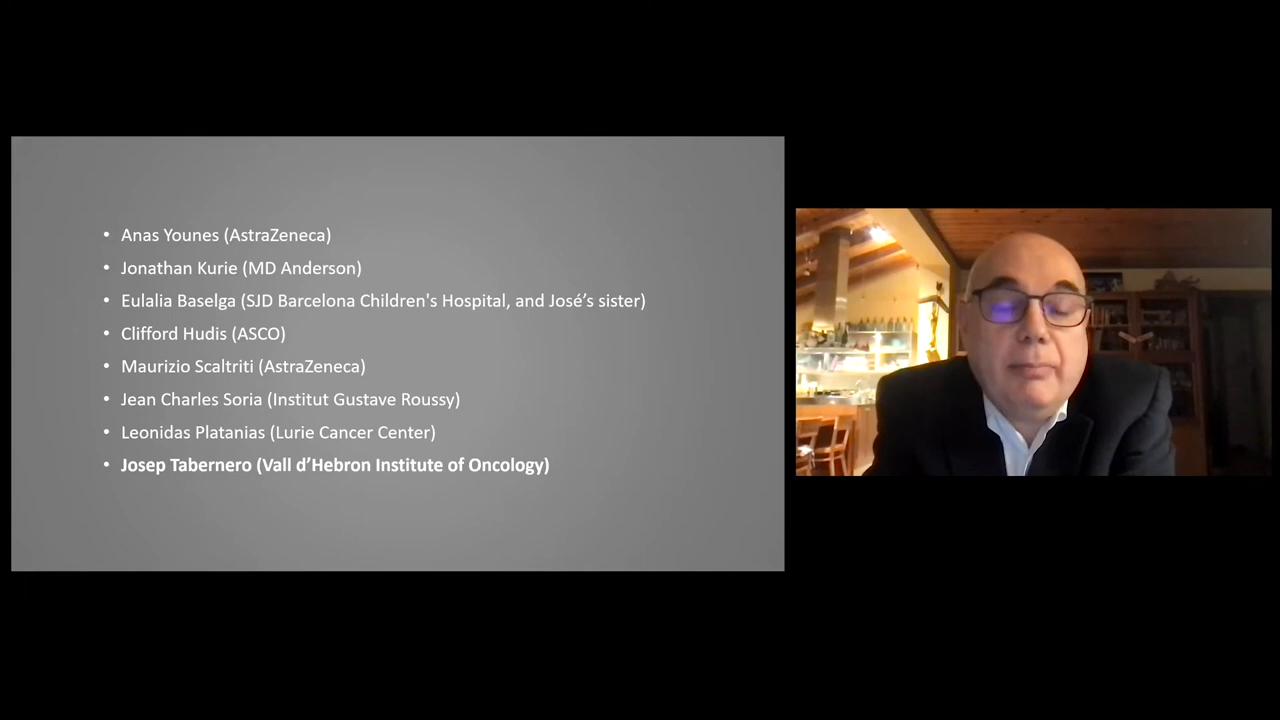 • Anas Younes (AstraZeneca)
• Jonathan Kurie (MD Anderson)
• Eulalia Baselga (SJD Barcelona Children's Hospital, and José’s sister)
• Clifford Hudis (ASCO)
• Maurizio Scaltriti (AstraZeneca)
• Jean Charles Soria (Institut Gustave Roussy)
• Leonidas Platanias (Lurie Cancer Center)
• Josep Tabernero (Vall d’Hebron Institute of Oncology)